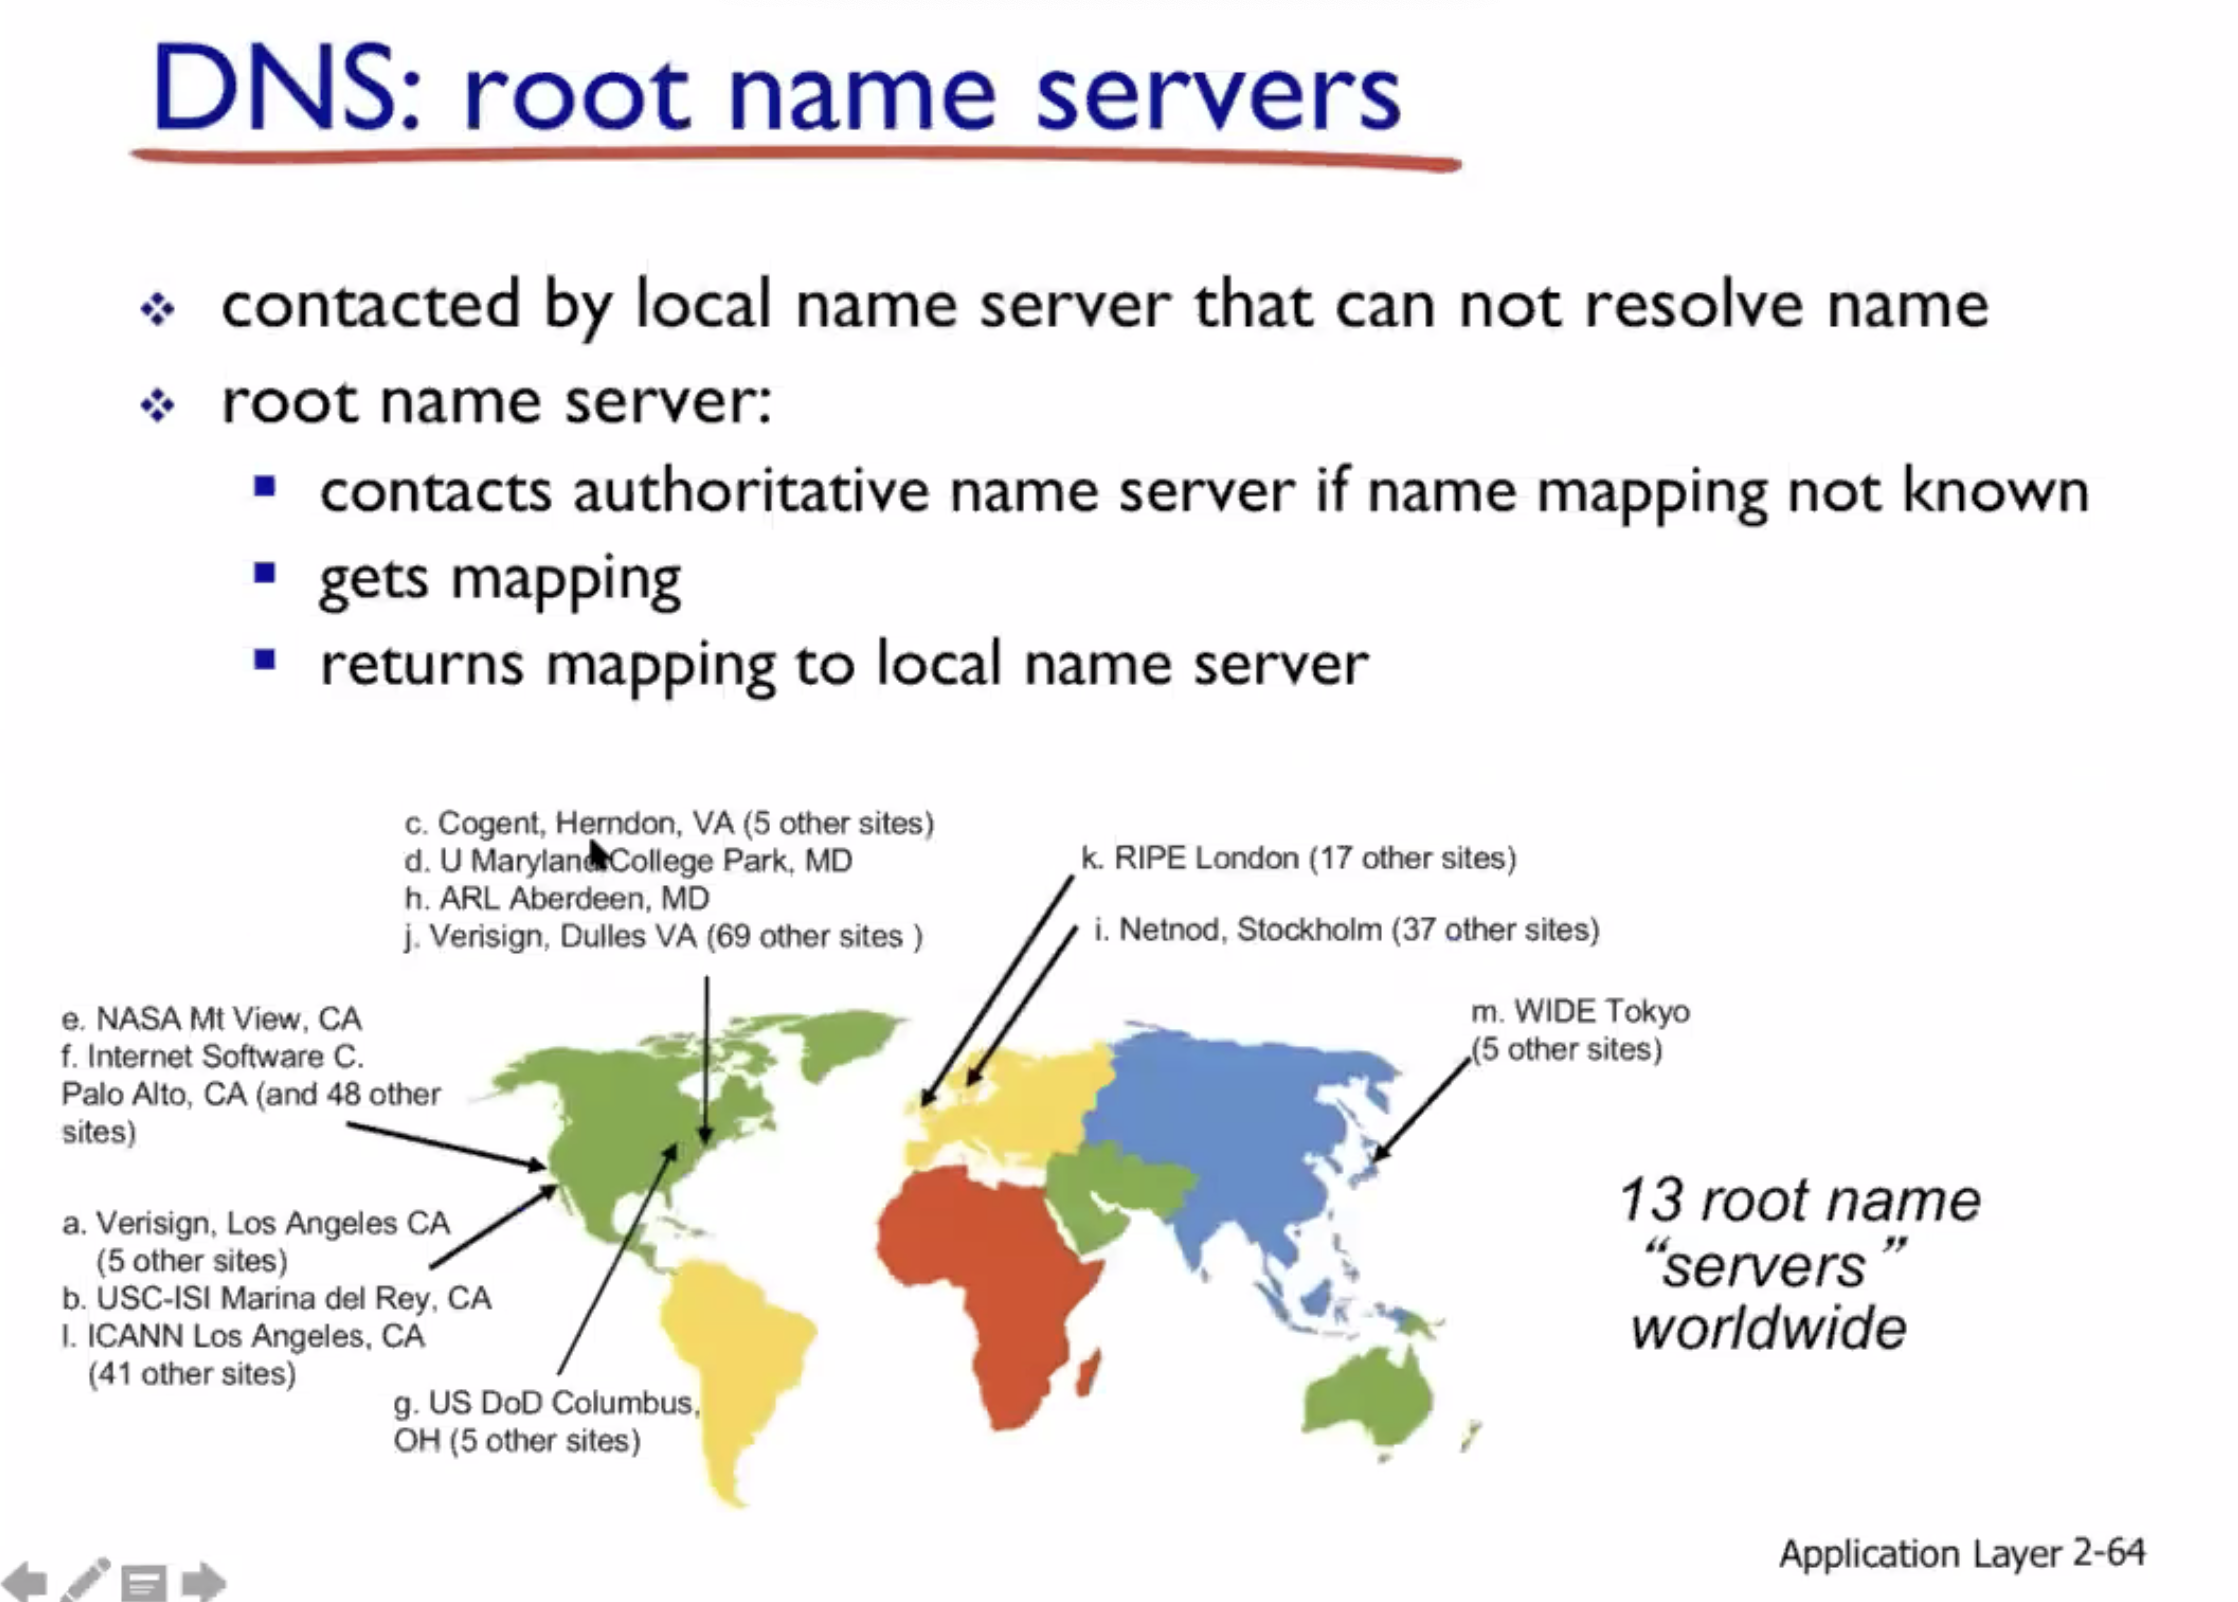 DNS: root name servers
contacted by local name server that can not resolve name
root name server:
contacts authoritative name server if name mapping not known
gets mapping
returns mapping to local name server
c. Cogent, Herndon, VA (5 other sites)
d. U Maryland College Park, MD
h. ARL Aberdeen, MD
j. Verisign, Dulles VA (69 other sites )
k. RIPE London (17 other sites)
i. Netnod, Stockholm (37 other sites)
m. WIDE Tokyo
(5 other sites)
e. NASA Mt View, CA
f. Internet Software C.
Palo Alto, CA (and 48 other
sites)
a. Verisign, Los Angeles CA
(5 other sites)
b. USC-ISI Marina del Rey, CA
l. ICANN Los Angeles, CA
(41 other sites)
g. US DoD Columbus,
OH (5 other sites)
13 root name
“servers”
worldwide
Application Layer 2-64